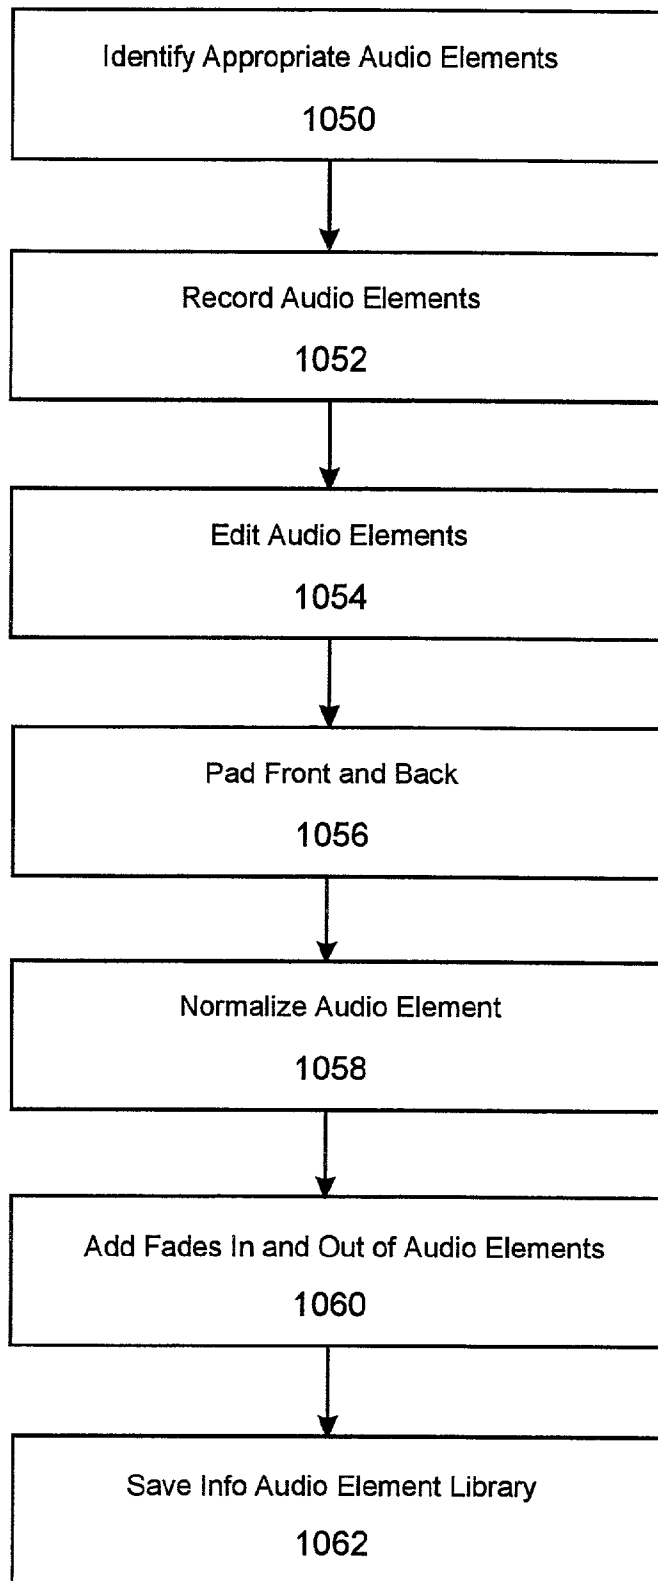 Identify Appropriate Audio Elements
1050
Record Audio Elements
1052
Edit Audio Elements
1054
Pad Front and Back
1056
Normalize Audio Element
1058
Add Fades In and Out of Audio Elements
1060
Save Info Audio Element Library
1062